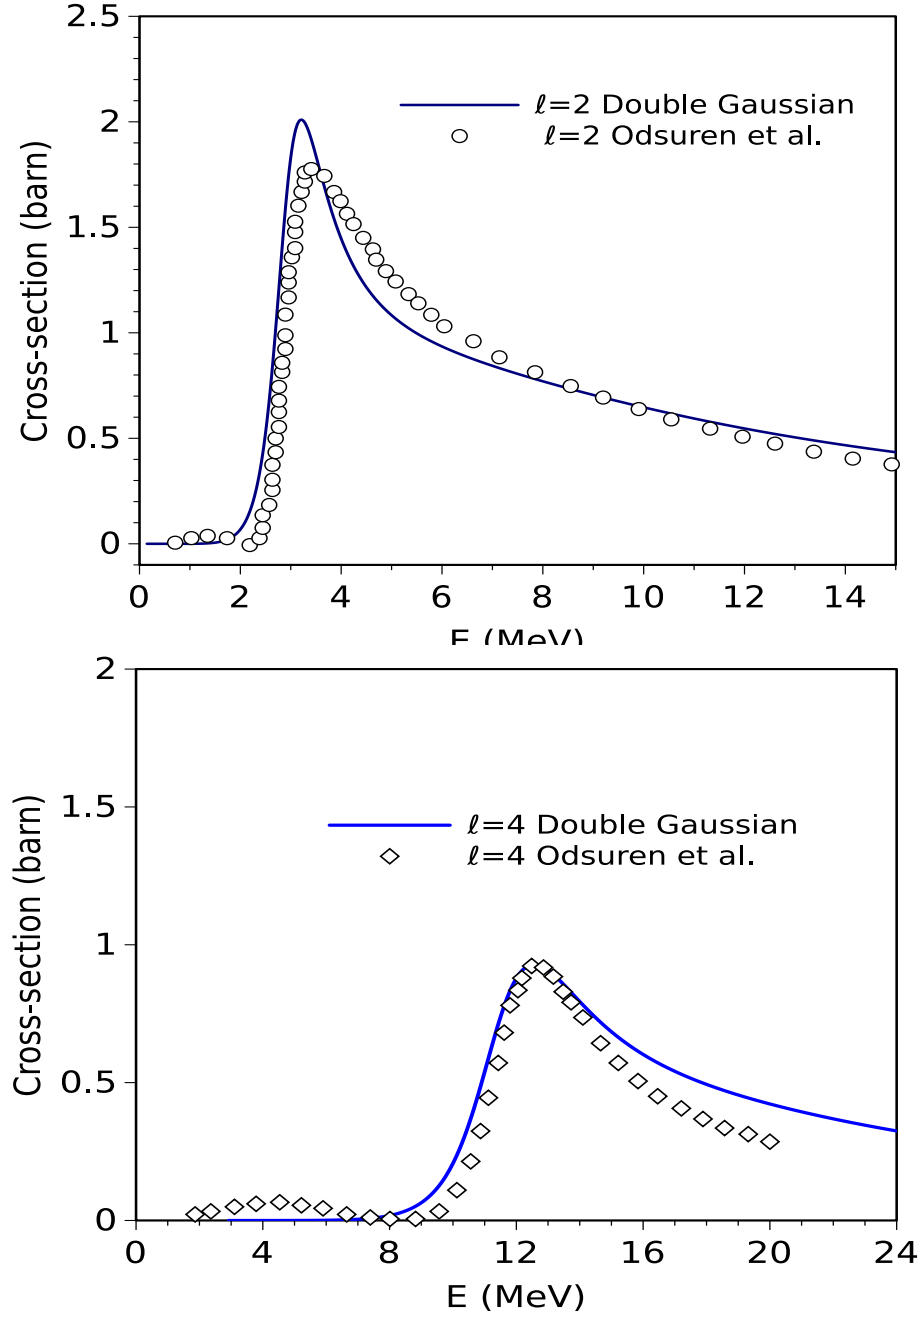 2.5
2
1.5
1
0.5
0
Cross-section (barn)
ℓ=2 Double Gaussian
ℓ=2 Odsuren et al.
0 2 4 6 8 10 12 14
E (MeV)
2
1.5
1
0.5
0
Cross-section (barn)
ℓ=4 Double Gaussian
ℓ=4 Odsuren et al.
0 4 8 12 16 20 24
E (MeV)